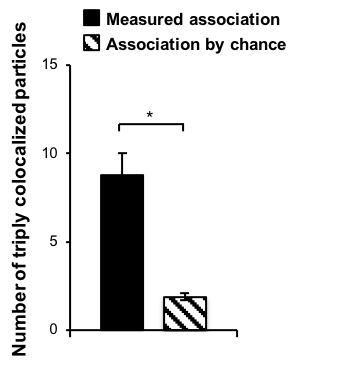 Measured association
Association by chance
Number of triply colocalized particles
15
10
5
0
*